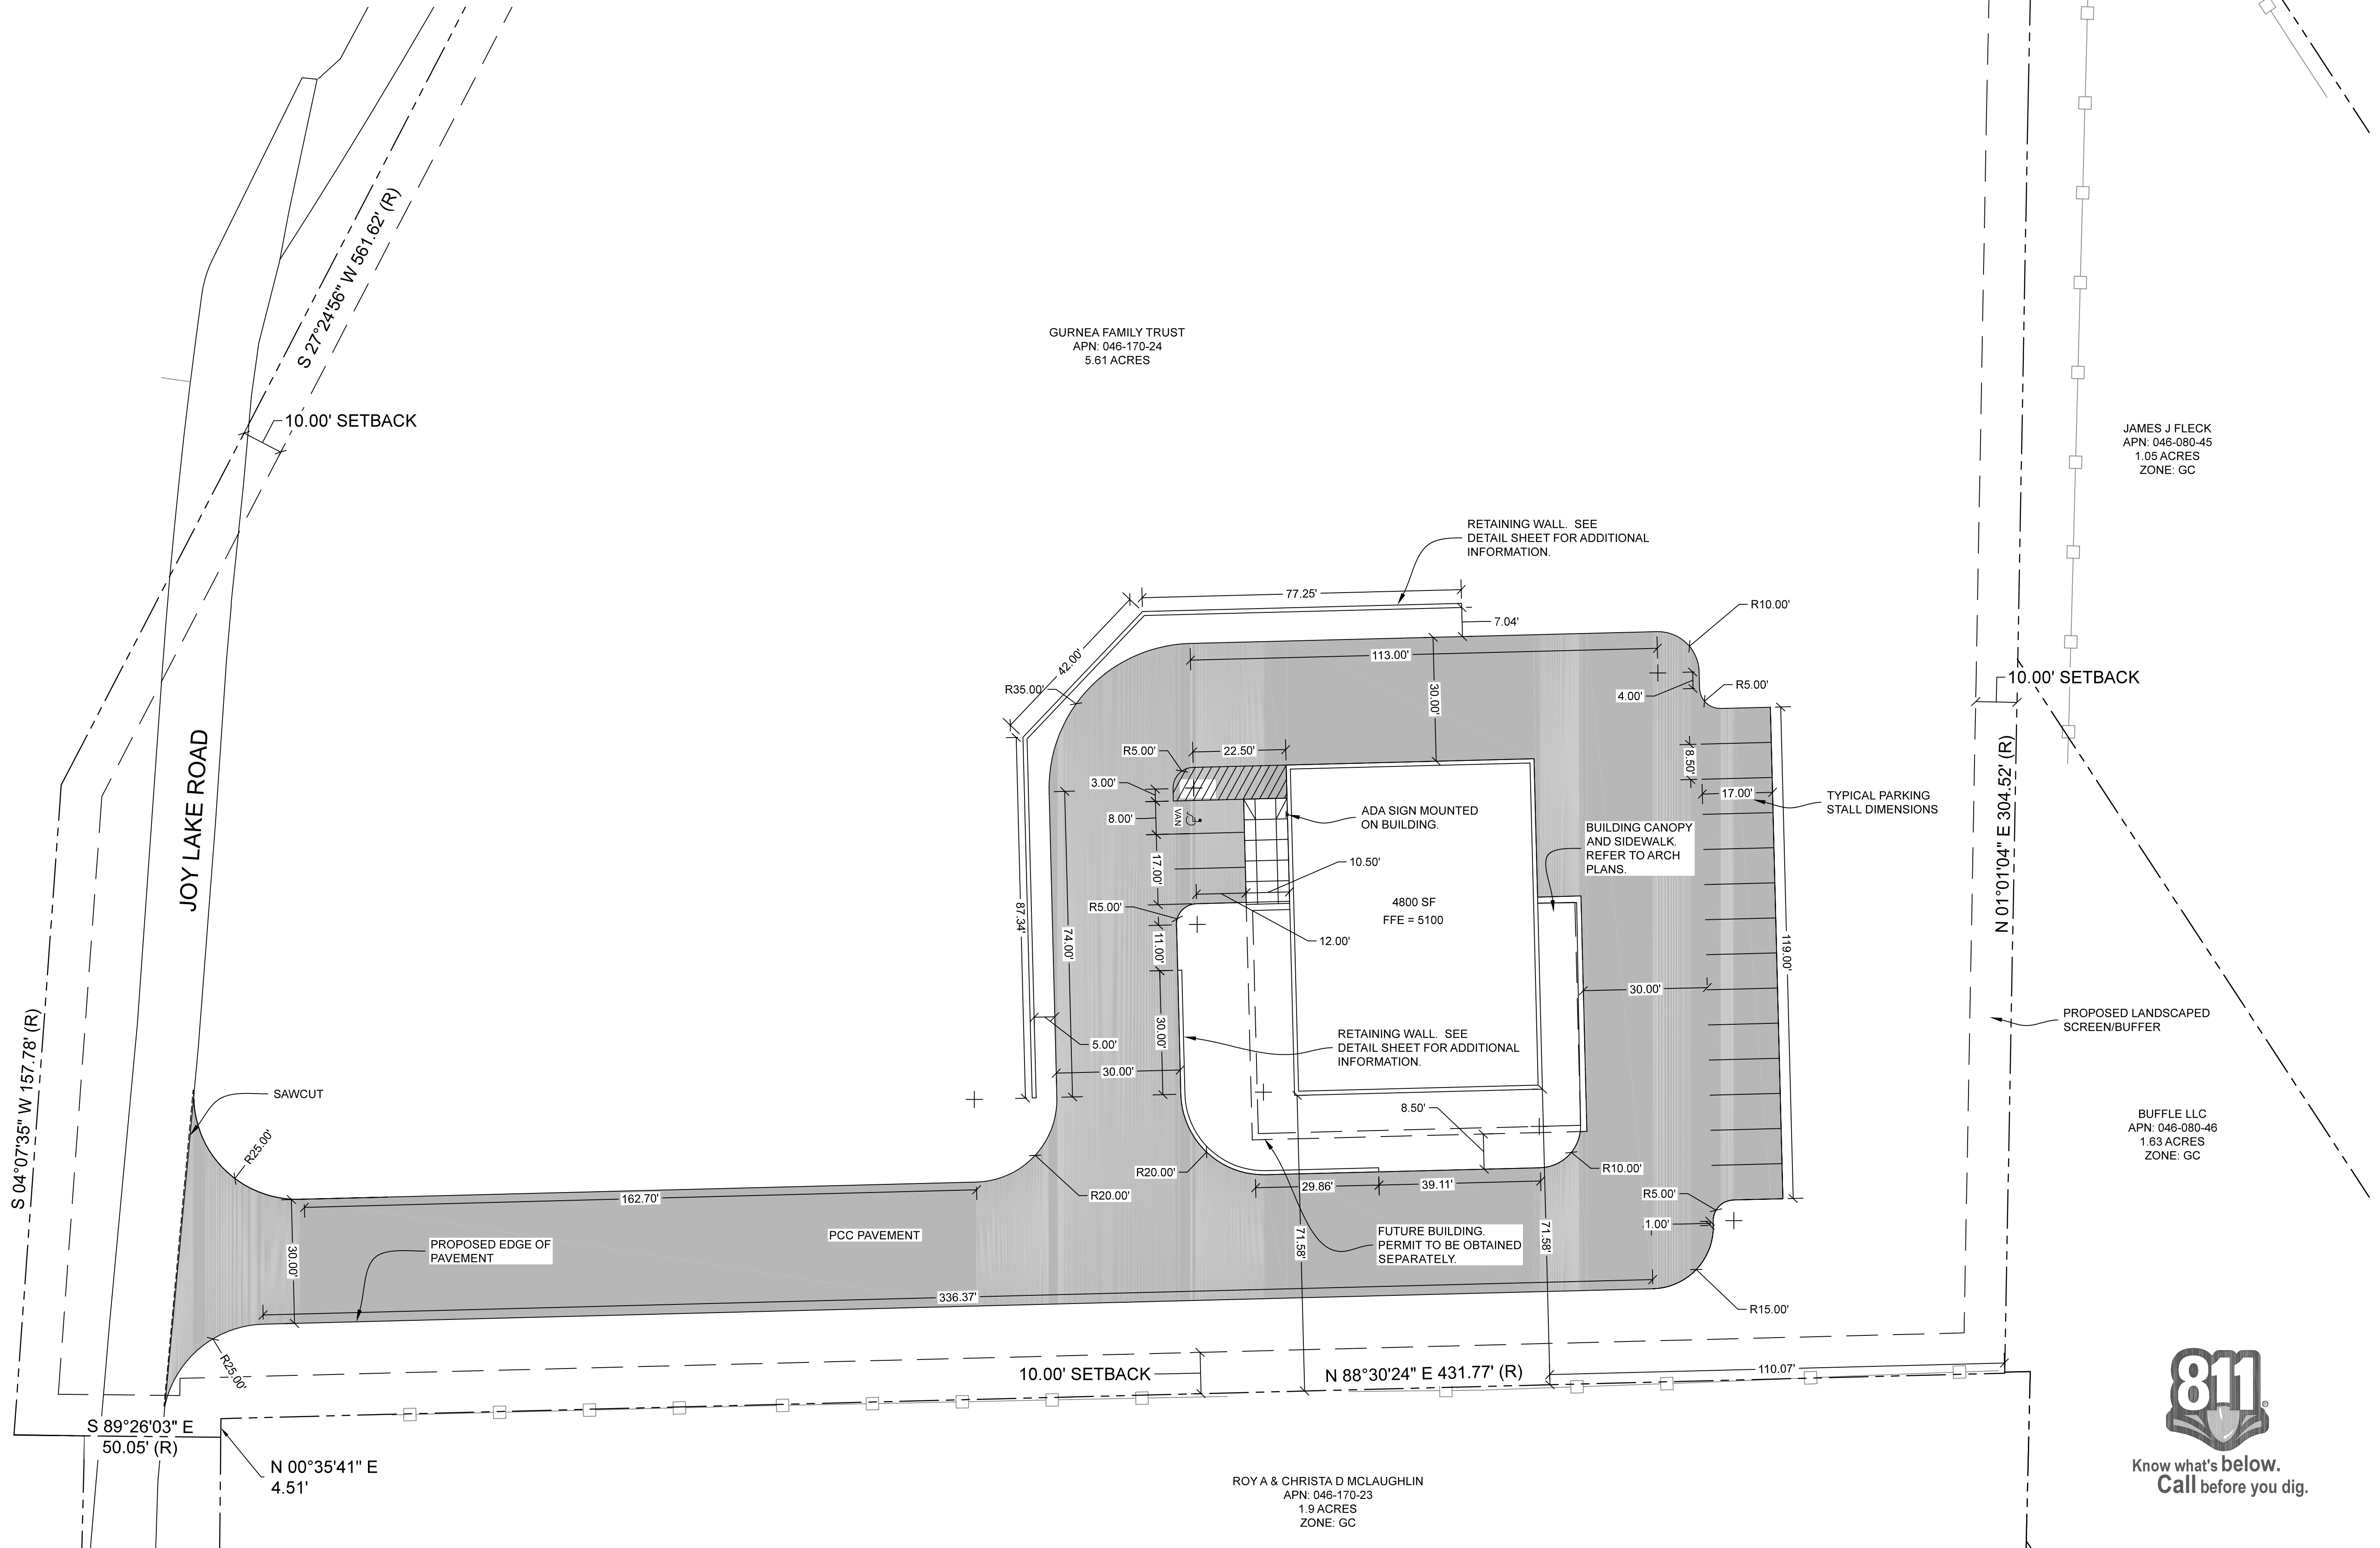 S 27°24'56" W 561.62' (R)
10.00' SETBACK
GURNEA FAMILY TRUST
APN: 046-170-24
5.61 ACRES
JAMES J FLECK
APN: 046-080-45
1.05 ACRES
ZONE: GC
RETAINING WALL. SEE
DETAIL SHEET FOR ADDITIONAL
INFORMATION.
77.25'
7.04'
R10.00'
42.00'
113.00'
R35.00'
30.00'
4.00'
R5.00'
10.00' SETBACK
JOY LAKE ROAD
R5.00'
22.50'
8.50'
3.00'
17.00'
TYPICAL PARKING
STALL DIMENSIONS
N 01°01'04" E 304.52' (R)
8.00'
VAN
ADA SIGN MOUNTED
ON BUILDING.
BUILDING CANOPY
AND SIDEWALK.
REFER TO ARCH
PLANS.
17.00'
10.50'
87.34'
R5.00'
4800 SF
FFE = 5100
74.00'
11.00'
12.00'
119.00'
30.00'
S 04°07'35" W 157.78' (R)
5.00'
30.00'
RETAINING WALL. SEE
DETAIL SHEET FOR ADDITIONAL
INFORMATION.
PROPOSED LANDSCAPED
SCREEN/BUFFER
30.00'
SAWCUT
8.50'
BUFFLE LLC
APN: 046-080-46
1.63 ACRES
ZONE: GC
R25.00'
R20.00'
R10.00'
162.70'
R20.00'
29.86'
39.11'
R5.00'
PCC PAVEMENT
1.00'
30.00'
PROPOSED EDGE OF
PAVEMENT
71.58'
FUTURE BUILDING.
PERMIT TO BE OBTAINED
SEPARATELY.
71.58'
336.37'
R15.00'
R25.00'
10.00' SETBACK
N 88°30'24" E 431.77' (R)
110.07'
S 89°26'03" E
50.05' (R)
N 00°35'41" E
4.51'
ROY A & CHRISTA D MCLAUGHLIN
APN: 046-170-23
1.9 ACRES
ZONE: GC
811
®
Know what's below.
Call before you dig.